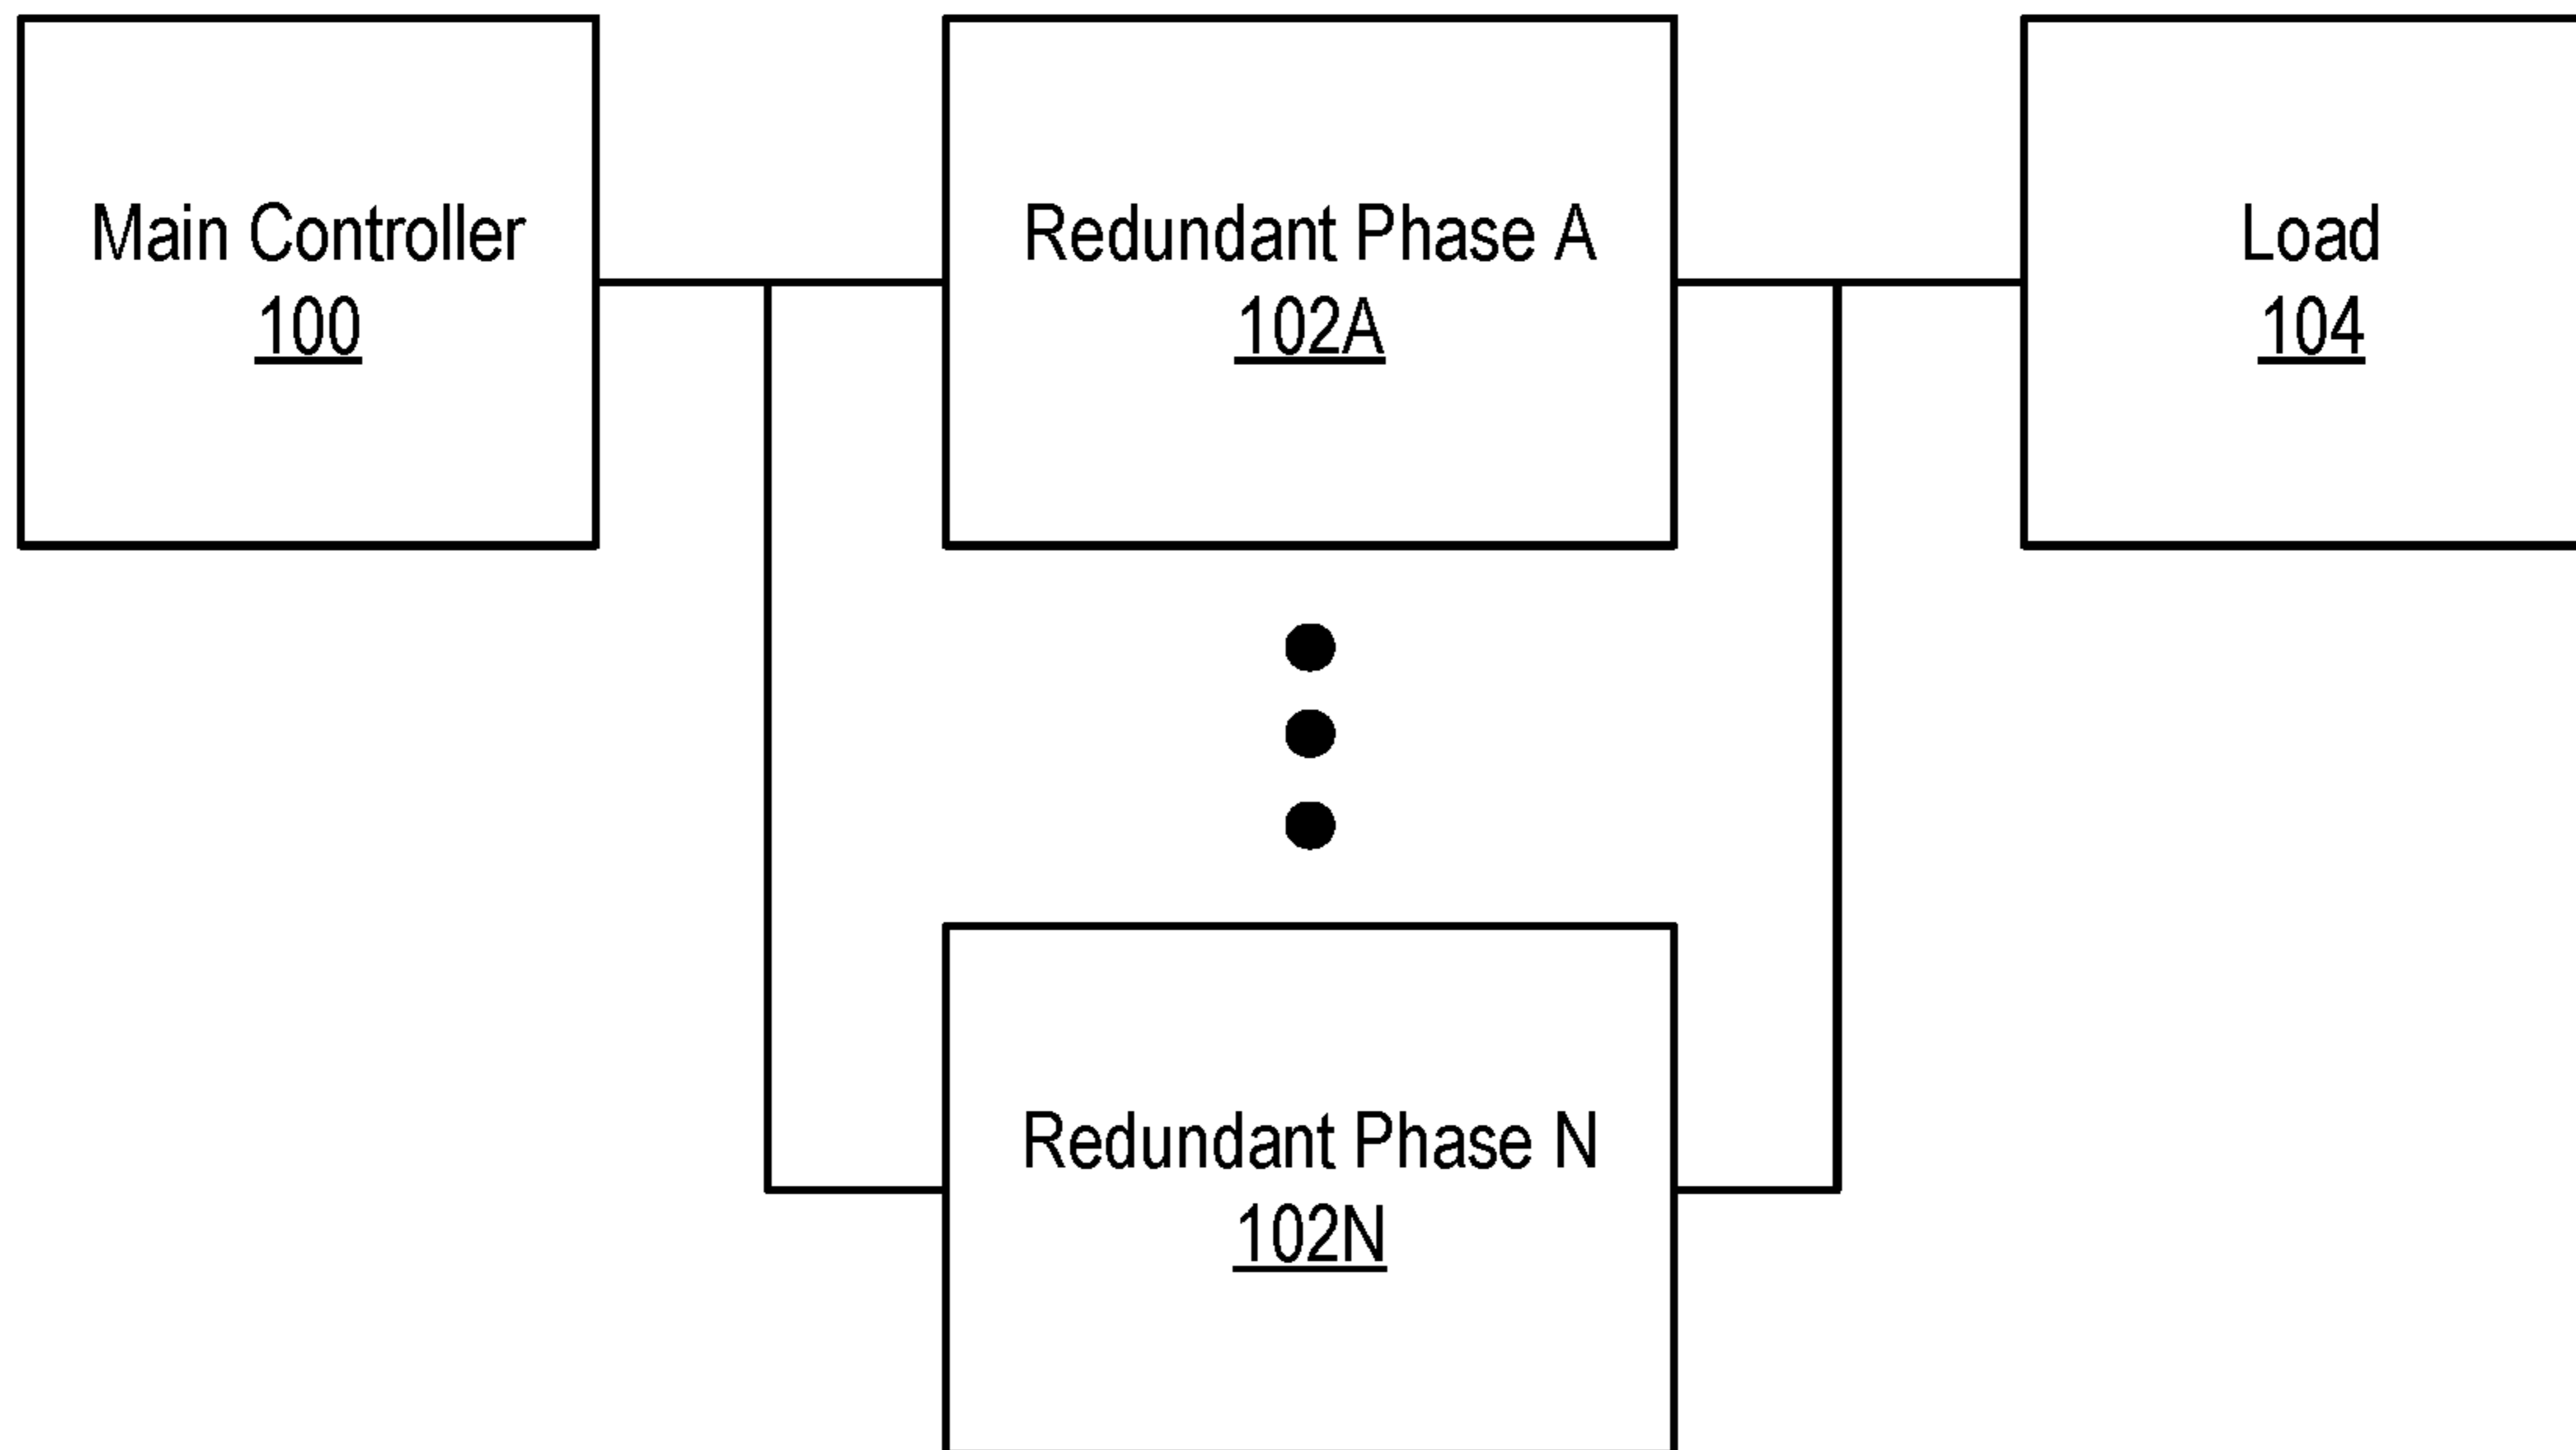 Main Controller
100
Redundant Phase A
102A
Load
104
Redundant Phase N
102N